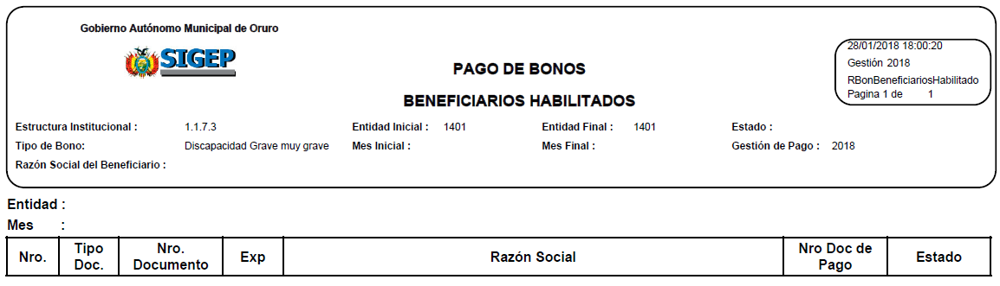 Gobierno Autónomo Municipal de Oruro
SIGEP
28/01/2018 18:00:20
Gestión 2018
RBonBeneficiariosHabilitado
Pagina 1 de 1
PAGO DE BONOS
BENEFICIARIOS HABILITADOS
Estructura Institucional : 1.1.7.3 Entidad Inicial : 1401 Entidad Final : 1401 Estado :
Tipo de Bono: Discapacidad Grave muy grave Mes Inicial : Mes Final : Gestión de Pago : 2018
Razón Social del Beneficiario :
Entidad :
Mes :
Nro. Tipo Doc. Nro. Documento Exp Razón Social Nro Doc de Pago Estado